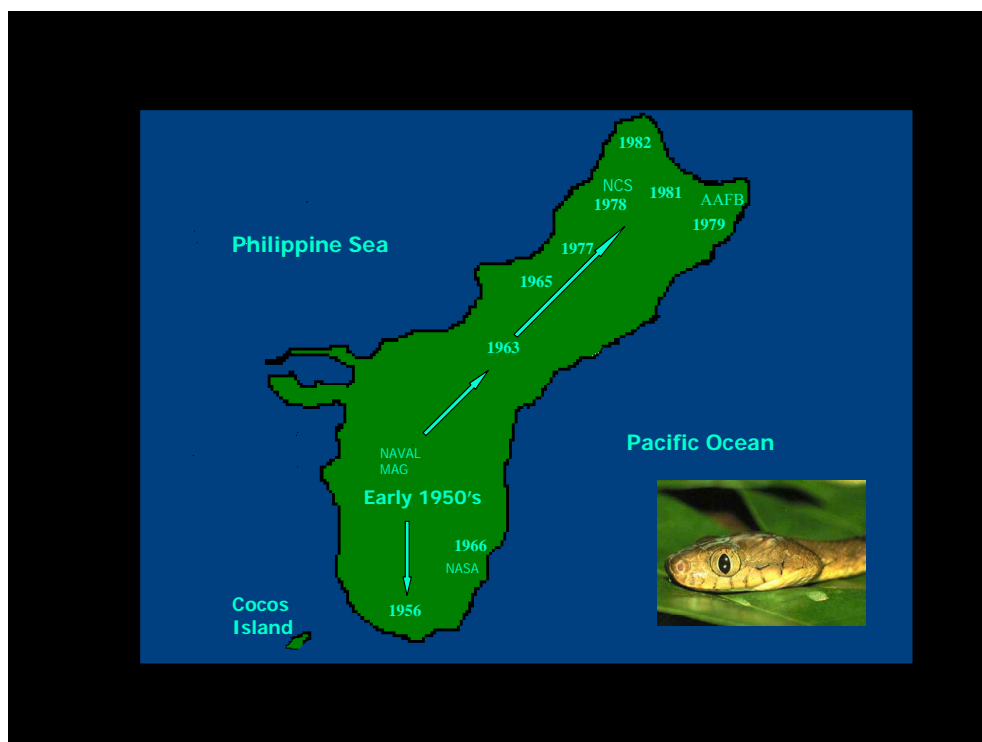 1982
NCS
1981
AAFB
1978
1979
Philippine Sea
1977
1965
1963
Pacific Ocean
NAVAL
MAG
Early 1950's
1966
NASA
1956
Cocos
Island